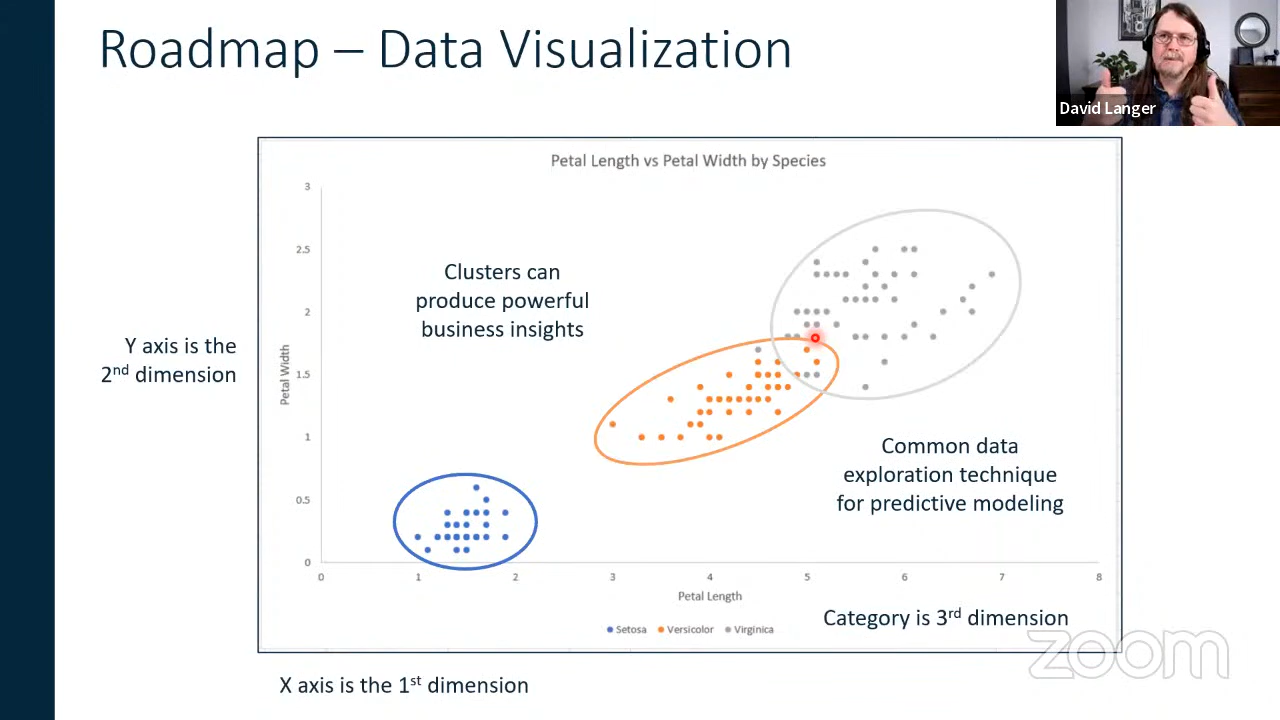 Roadmap – Data Visualization
David Langer
Petal Length vs Petal Width by Species
3
2.5
2
1.5
1
0.5
0
Petal Width
0 1 2 3 4 5 6 7 8
Petal Length
Setosa Versicolor Virginica
Clusters can
produce powerful
business insights
Y axis is the
2nd dimension
Common data
exploration technique
for predictive modeling
Category is 3rd dimension
zoom
X axis is the 1st dimension